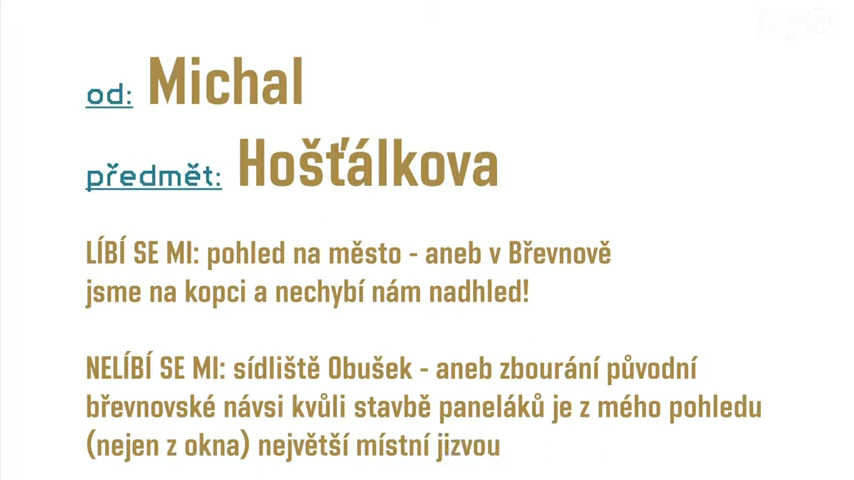 od: Michal
předmět: Hošťálkova
LÍBÍ SE MI: pohled na město - aneb v Břevnově
jsme na kopci a nechybí nám nadhled!
NELÍBÍ SE MI: sídliště Obušek - aneb zbourání původní
břevnovské návsi kvůli stavbě paneláků je z mého pohledu
(nejen z okna) největší místní jizvou